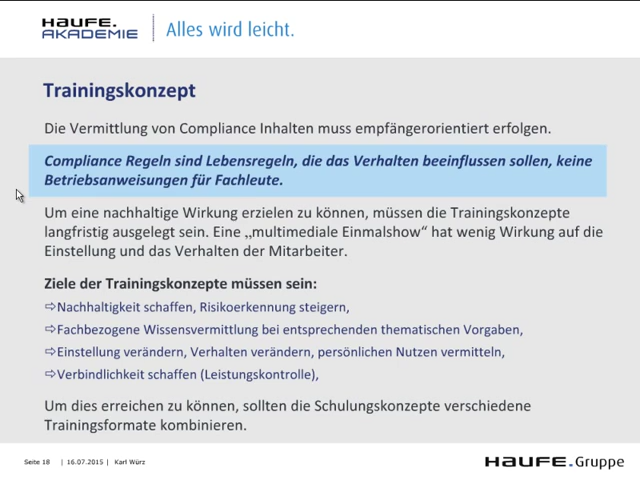 HAUFE.
AKADEMIE
Alles wird leicht.
Trainingskonzept
Die Vermittlung von Compliance Inhalten muss empfängerorientiert erfolgen.
Compliance Regeln sind Lebensregeln, die das Verhalten beeinflussen sollen, keine
Betriebsanweisungen für Fachleute.
Um eine nachhaltige Wirkung erzielen zu können, müssen die Trainingskonzepte
langfristig ausgelegt sein. Eine „multimediale Einmalshow“ hat wenig Wirkung auf die
Einstellung und das Verhalten der Mitarbeiter.
Ziele der Trainingskonzepte müssen sein:
⇨Nachhaltigkeit schaffen, Risikoerkennung steigern,
⇨Fachbezogene Wissensvermittlung bei entsprechenden thematischen Vorgaben,
⇨Einstellung verändern, Verhalten verändern, persönlichen Nutzen vermitteln,
⇨Verbindlichkeit schaffen (Leistungskontrolle),
Um dies erreichen zu können, sollten die Schulungskonzepte verschiedene
Trainingsformate kombinieren.
Seite 18 | 16.07.2015 | Karl Würz
HAUFE.Gruppe